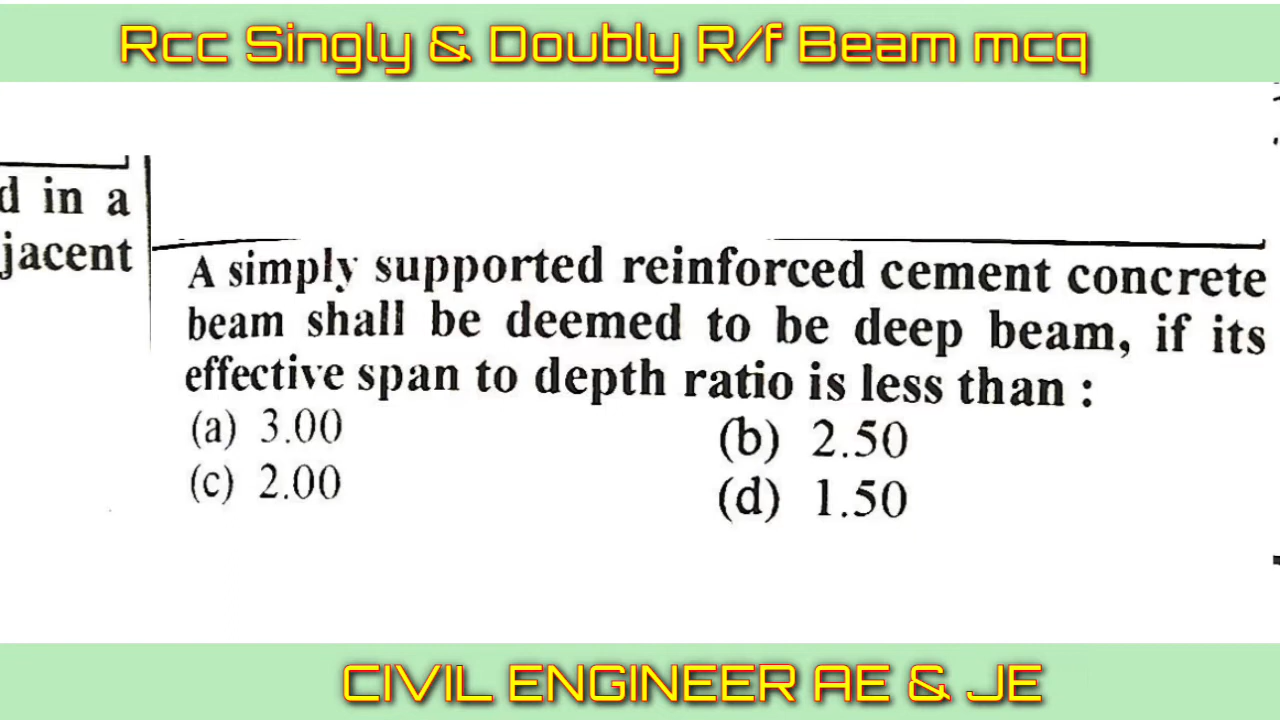 Rcc Singly & Doubly R/f Beam mcq
d in a
jacent
A simply supported reinforced cement concrete
beam shall be deemed to be deep beam, if its
effective span to depth ratio is less than :
(a) 3.00 (b) 2.50
(c) 2.00 (d) 1.50
CIVIL ENGINEER AE & JE